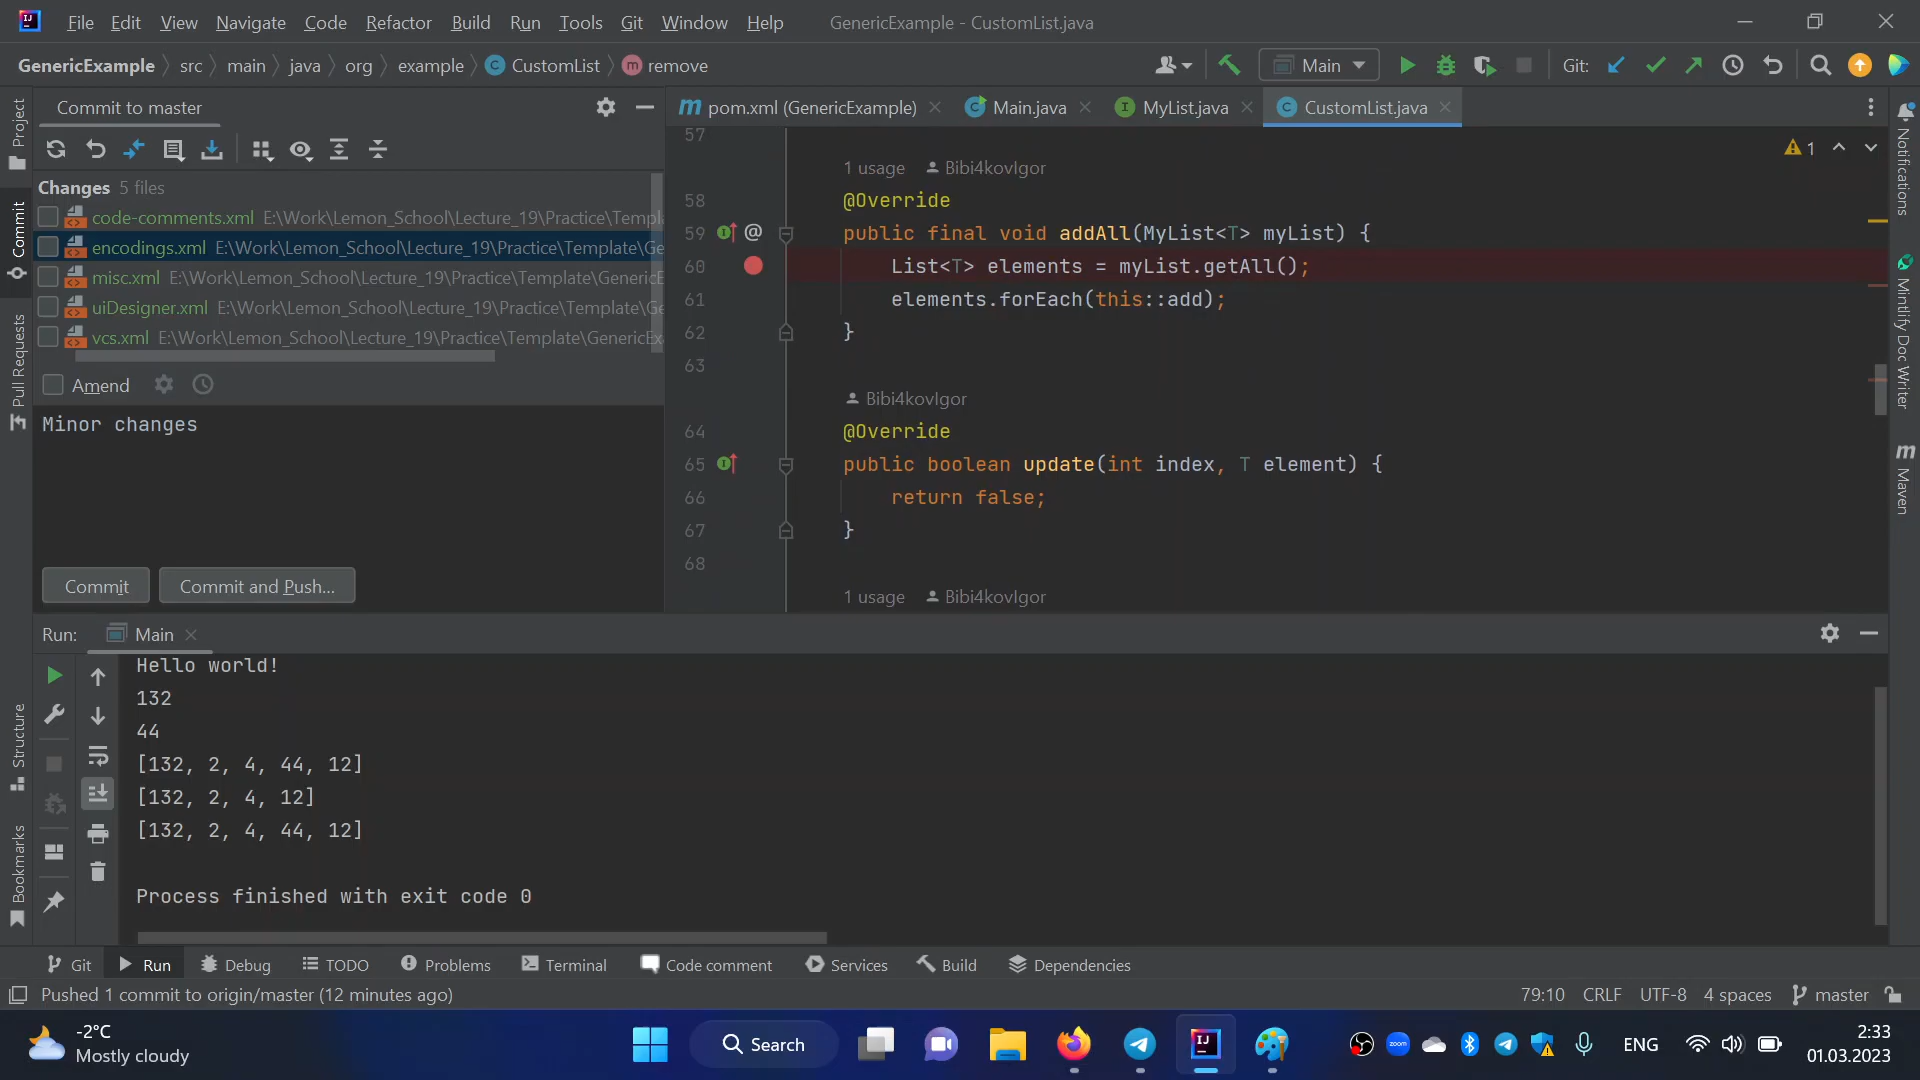 File Edit View Navigate Code Refactor Build Run Tools Git Window Help GenericExample - CustomList.java
GenericExample src main java org example CustomList remove Main Git:
Project
Commit
Pull Requests
Structure
Bookmarks
Commit to master
Changes 5 files
code-comments.xml E:\Work\Lemon_School\Lecture_19\Practice\Templ
encodings.xml E:\Work\Lemon_School\Lecture_19\Practice\Template\Ge
misc.xml E:\Work\Lemon_School\Lecture_19\Practice\Template\Generic
uiDesigner.xml E:\Work\Lemon_School\Lecture_19\Practice\Template\Ge
vcs.xml E:\Work\Lemon_School\Lecture_19\Practice\Template\GenericEx
Amend
Minor changes
Commit Commit and Push...
pom.xml (GenericExample) Main.java MyList.java CustomList.java
57
1 usage Bibi4kovIgor
58 @Override
59 public final void addAll(MyList<T> myList) {
60 List<T> elements = myList.getAll();
61 elements.forEach(this::add);
62 }
63
Bibi4kovIgor
64 @Override
65 public boolean update(int index, T element) {
66 return false;
67 }
68
1 usage Bibi4kovIgor
1
Notifications
Mintlify Doc Writer
Maven
Run: Main
Hello world!
132
44
[132, 2, 4, 44, 12]
[132, 2, 4, 12]
[132, 2, 4, 44, 12]
Process finished with exit code 0
Git Run Debug TODO Problems Terminal Code comment Services Build Dependencies
Pushed 1 commit to origin/master (12 minutes ago) 79:10 CRLF UTF-8 4 spaces master
-2°C
Mostly cloudy
Search
zoom
ENG
2:33
01.03.2023